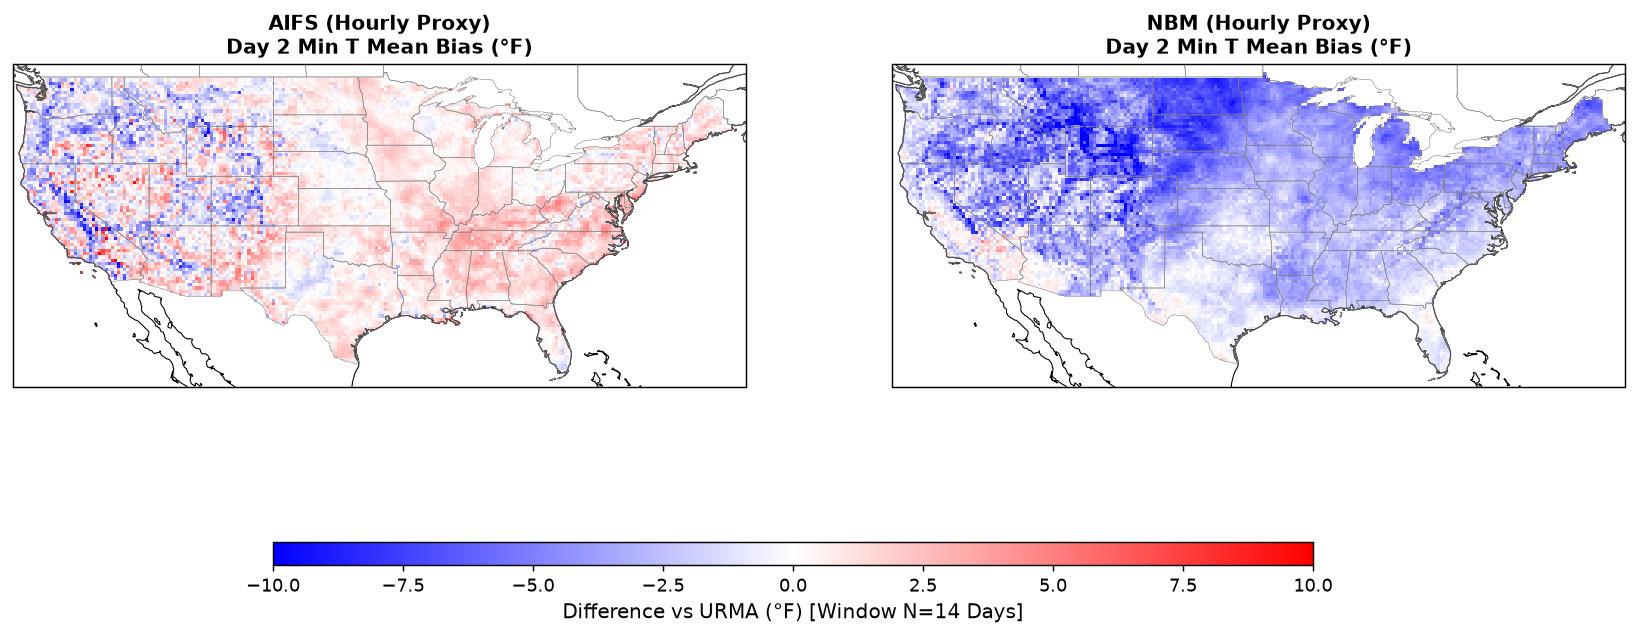 AIFS (Hourly Proxy)
Day 2 Min T Mean Bias (°F)
NBM (Hourly Proxy)
Day 2 Min T Mean Bias (°F)
−10.0 −7.5 −5.0 −2.5 0.0 2.5 5.0 7.5 10.0
Difference vs URMA (°F) [Window N=14 Days]